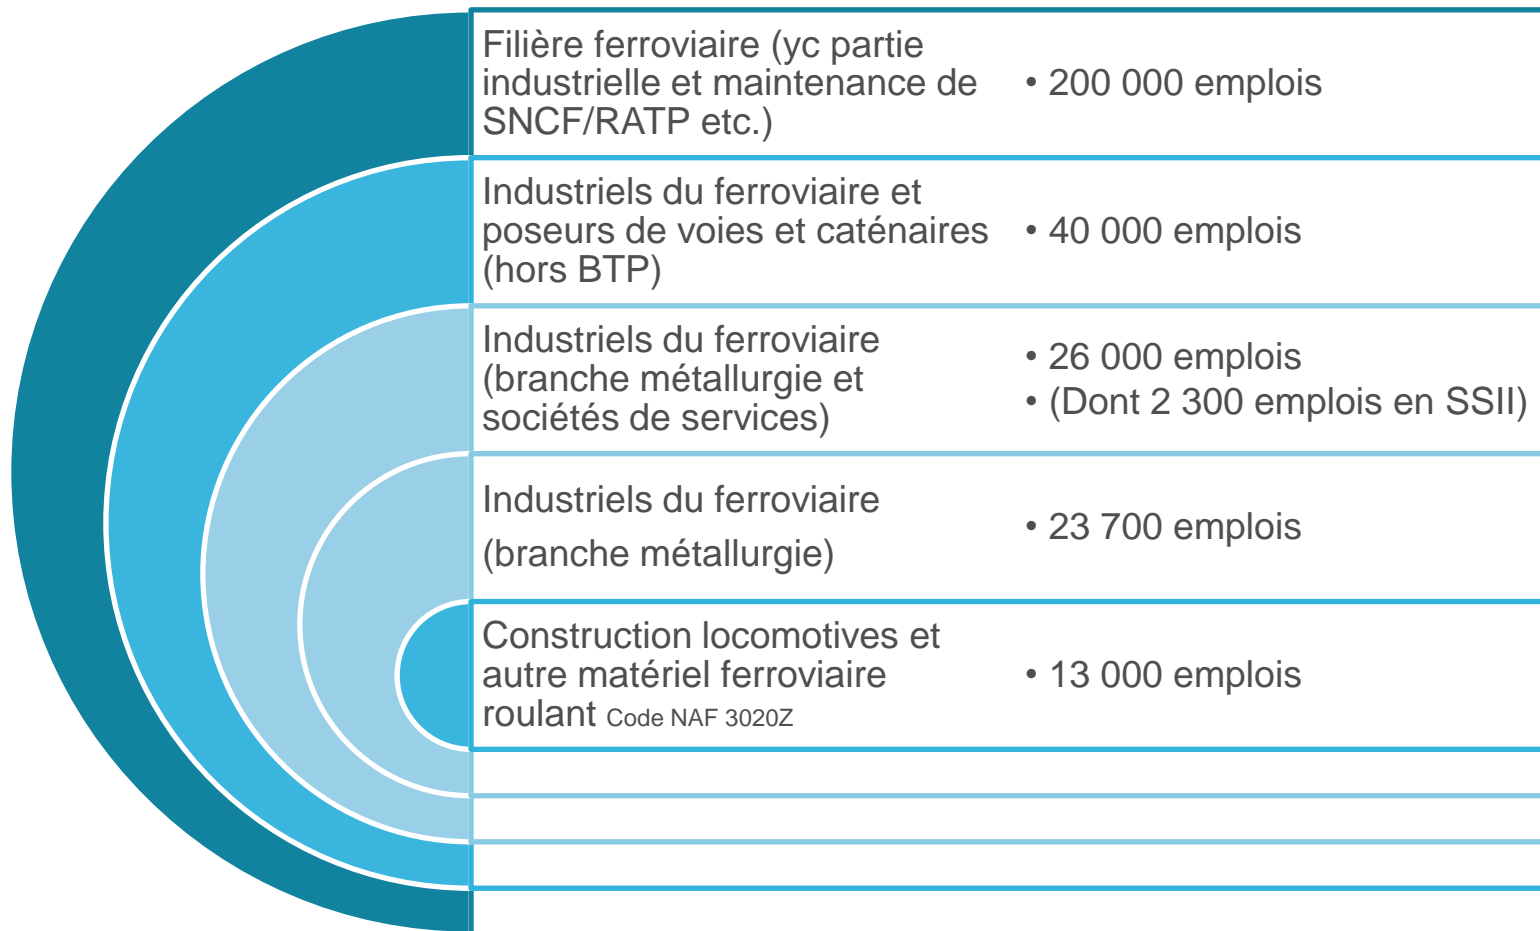 Filière ferroviaire (yc partie
industrielle et maintenance de
SNCF/RATP etc.)
• 200 000 emplois
Industriels du ferroviaire et
poseurs de voies et caténaires
(hors BTP)
• 40 000 emplois
Industriels du ferroviaire
(branche métallurgie et
sociétés de services)
• 26 000 emplois
• (Dont 2 300 emplois en SSII)
Industriels du ferroviaire
(branche métallurgie)
• 23 700 emplois
Construction locomotives et
autre matériel ferroviaire
roulant Code NAF 3020Z
• 13 000 emplois